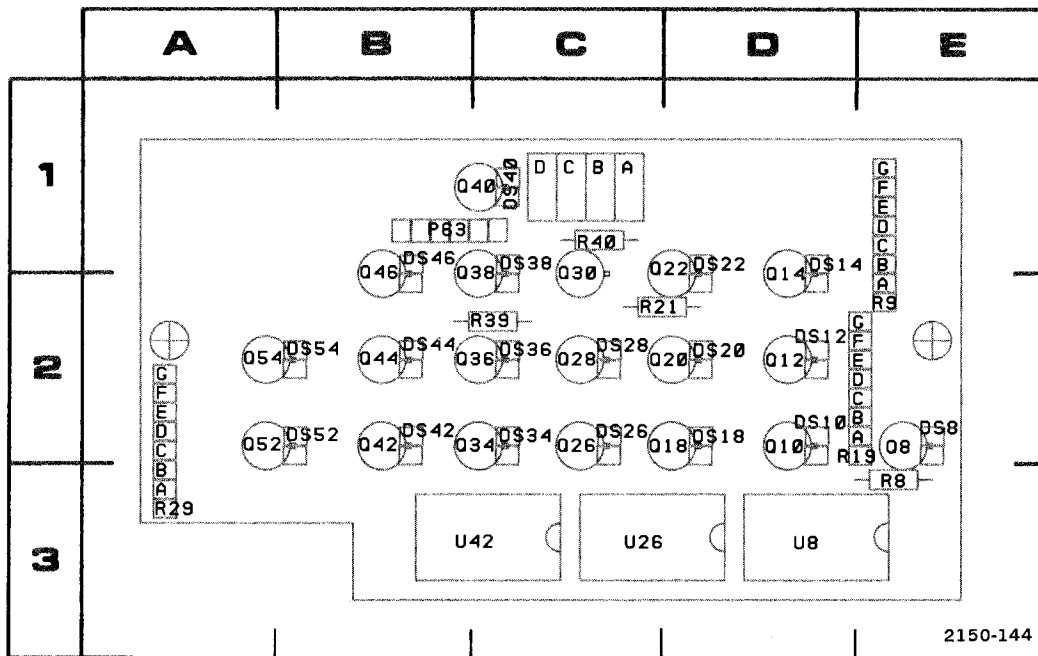 A B C D E
1
Q40 DS40 D C B A
G
F
E
D
C
B
A
R9
P63
R40
Q46 DS46 Q38 DS38 Q30 Q22 DS22 Q14 DS14
R39 R21
2
Q54 DS54 Q44 DS44 Q36 DS36 Q28 DS28 Q20 DS20 Q12 DS12
G
F
E
D
C
B
A
R19
G
F
E
D
C
B
A
R29
Q52 DS52 Q42 DS42 Q34 DS34 Q26 DS26 Q18 DS18 Q10 DS10 Q8 DS8
R8
3
U42 U26 U8
2150-144